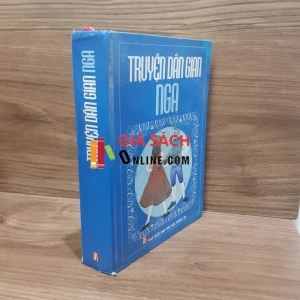 TRUYỆN DÂN GIAN
NGA
TRUYỆN DÂN GIAN NGA
GIÁ SÁCH
ONLINE.COM